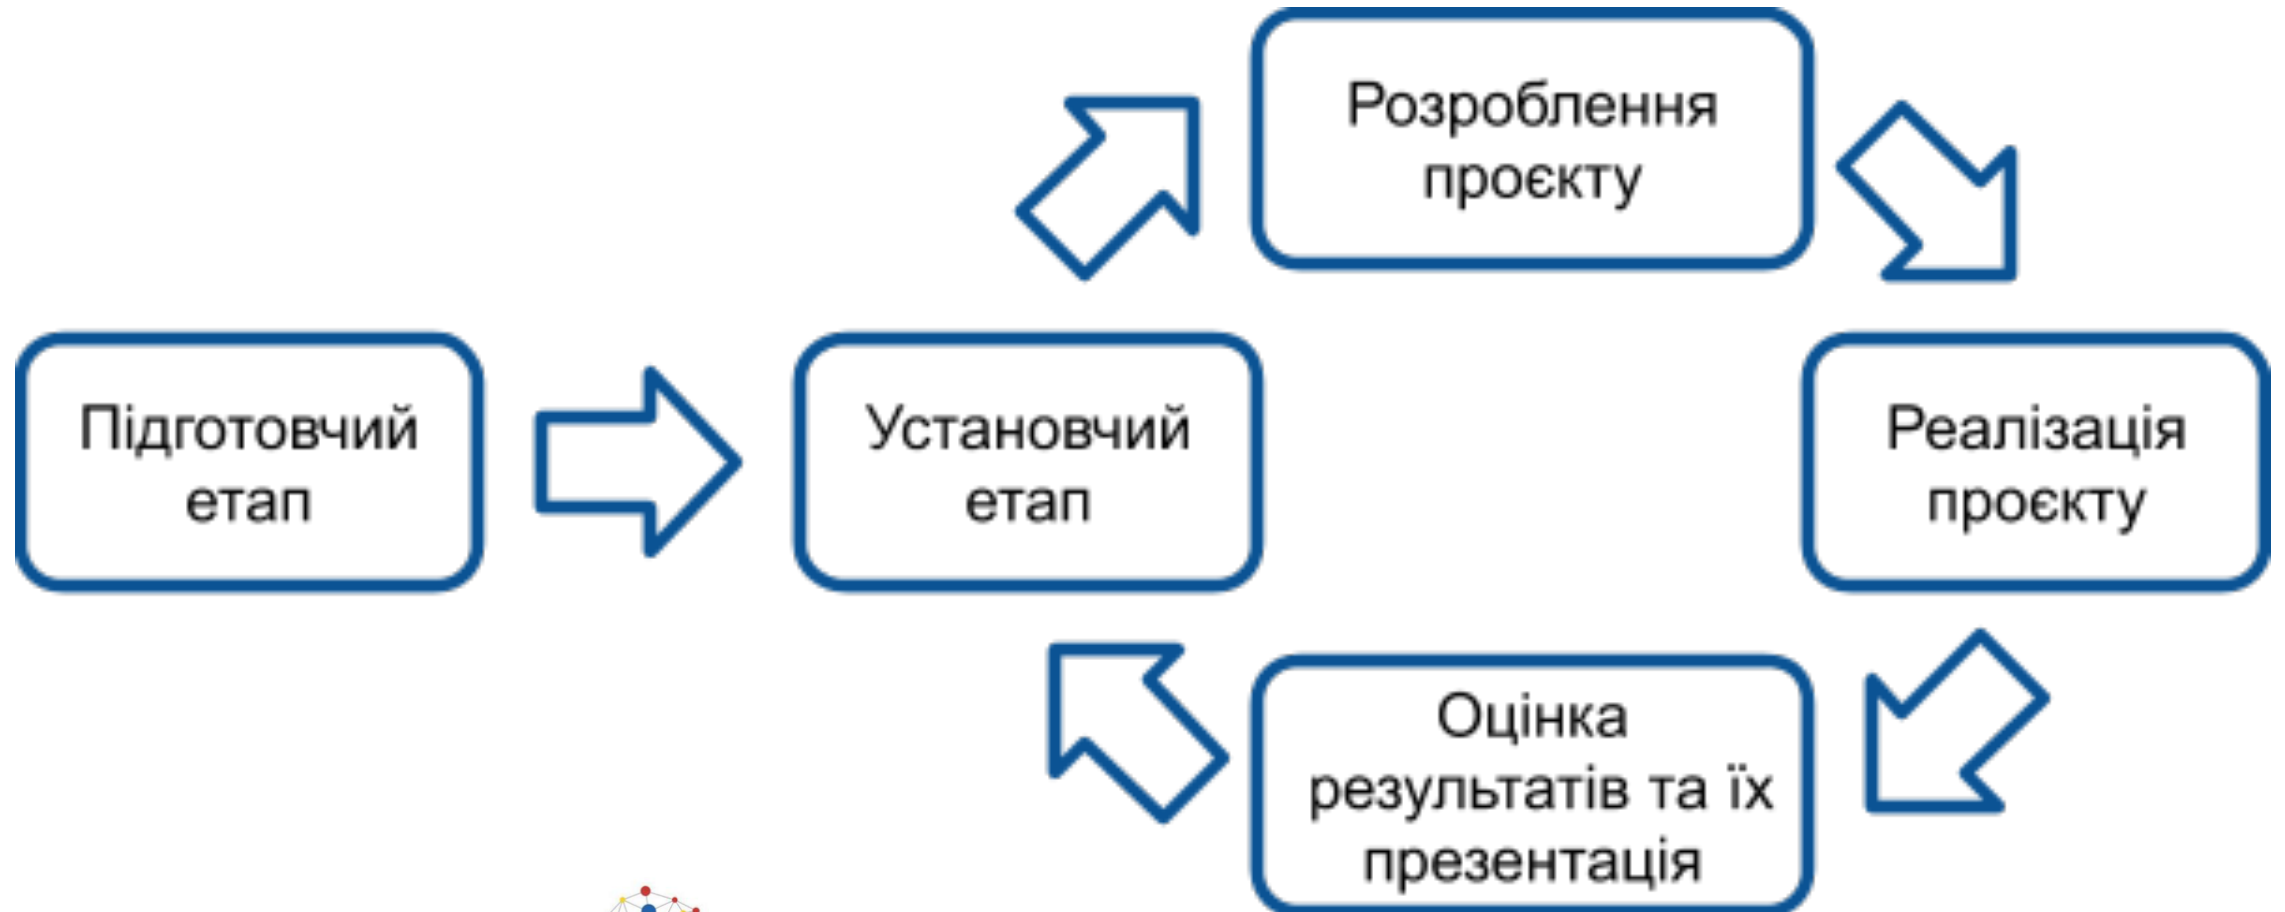 Розроблення
проєкту
Підготовчий
етап
Установчий
етап
Реалізація
проєкту
Оцінка
результатів та їх
презентація